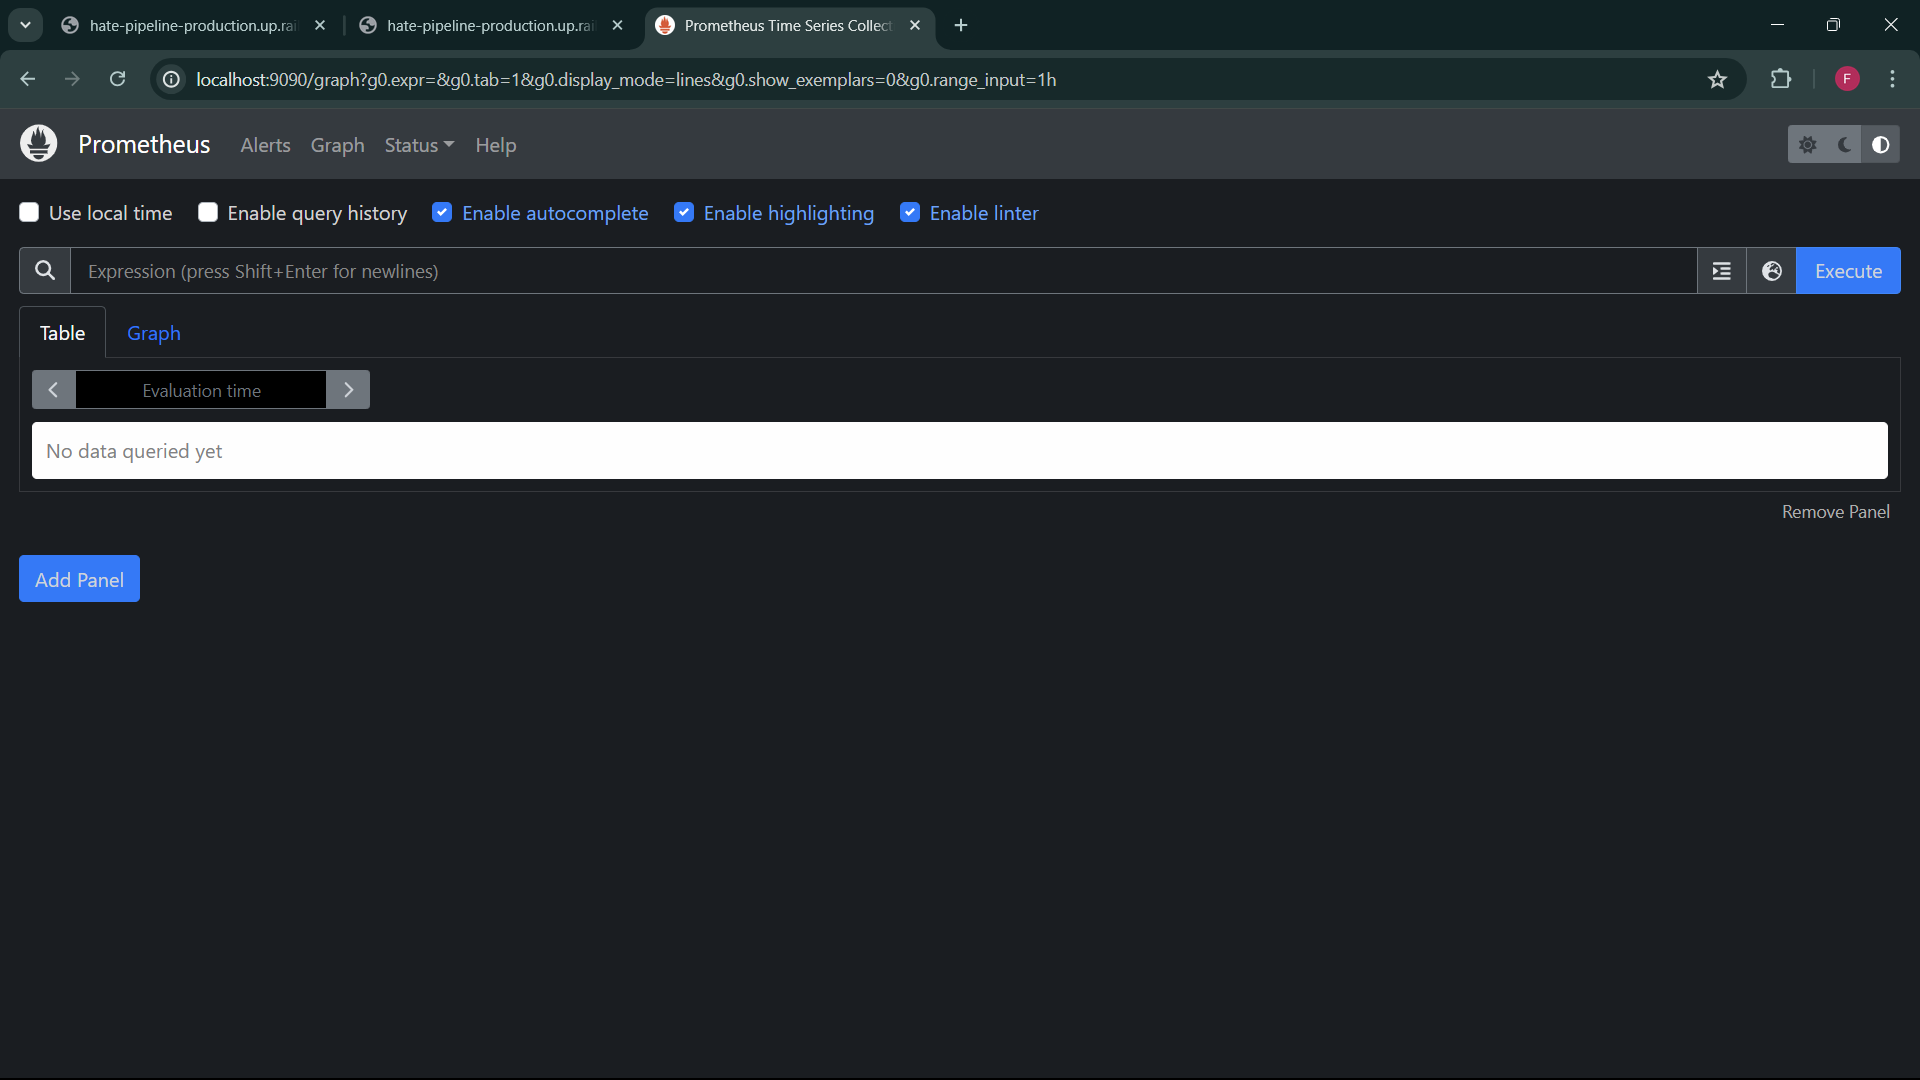 hate-pipeline-production.up.rai
hate-pipeline-production.up.rai
Prometheus Time Series Collect
localhost:9090/graph?g0.expr=&g0.tab=1&g0.display_mode=lines&g0.show_exemplars=0&g0.range_input=1h
F
Prometheus
Alerts
Graph
Status
Help
Use local time
Enable query history
Enable autocomplete
Enable highlighting
Enable linter
Expression (press Shift+Enter for newlines)
Execute
Table
Graph
Evaluation time
No data queried yet
Remove Panel
Add Panel